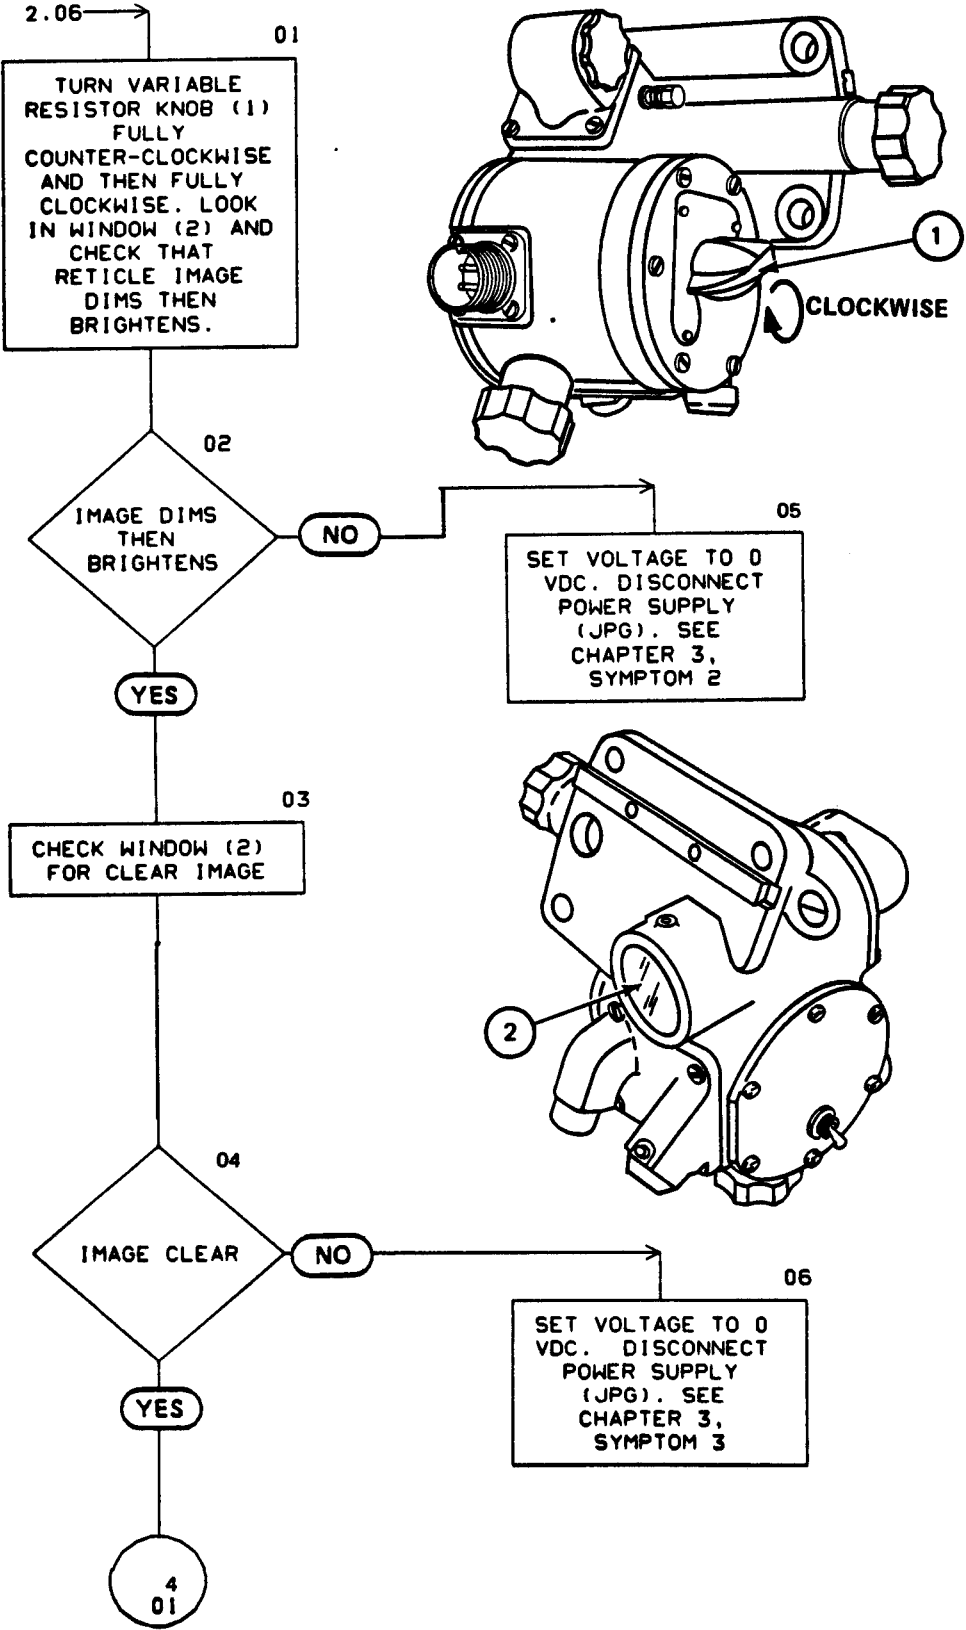 2.06
01
TURN VARIABLE
RESISTOR KNOB (1)
FULLY
COUNTER-CLOCKWISE
AND THEN FULLY
CLOCKWISE. LOOK
IN WINDOW (2) AND
CHECK THAT
RETICLE IMAGE
DIMS THEN
BRIGHTENS.
1
CLOCKWISE
02
IMAGE DIMS
THEN
BRIGHTENS
NO
05
SET VOLTAGE TO 0
VDC. DISCONNECT
POWER SUPPLY
(JPG). SEE
CHAPTER 3,
SYMPTOM 2
YES
03
CHECK WINDOW (2)
FOR CLEAR IMAGE
2
04
IMAGE CLEAR
NO
06
SET VOLTAGE TO 0
VDC. DISCONNECT
POWER SUPPLY
(JPG). SEE
CHAPTER 3,
SYMPTOM 3
YES
4
01